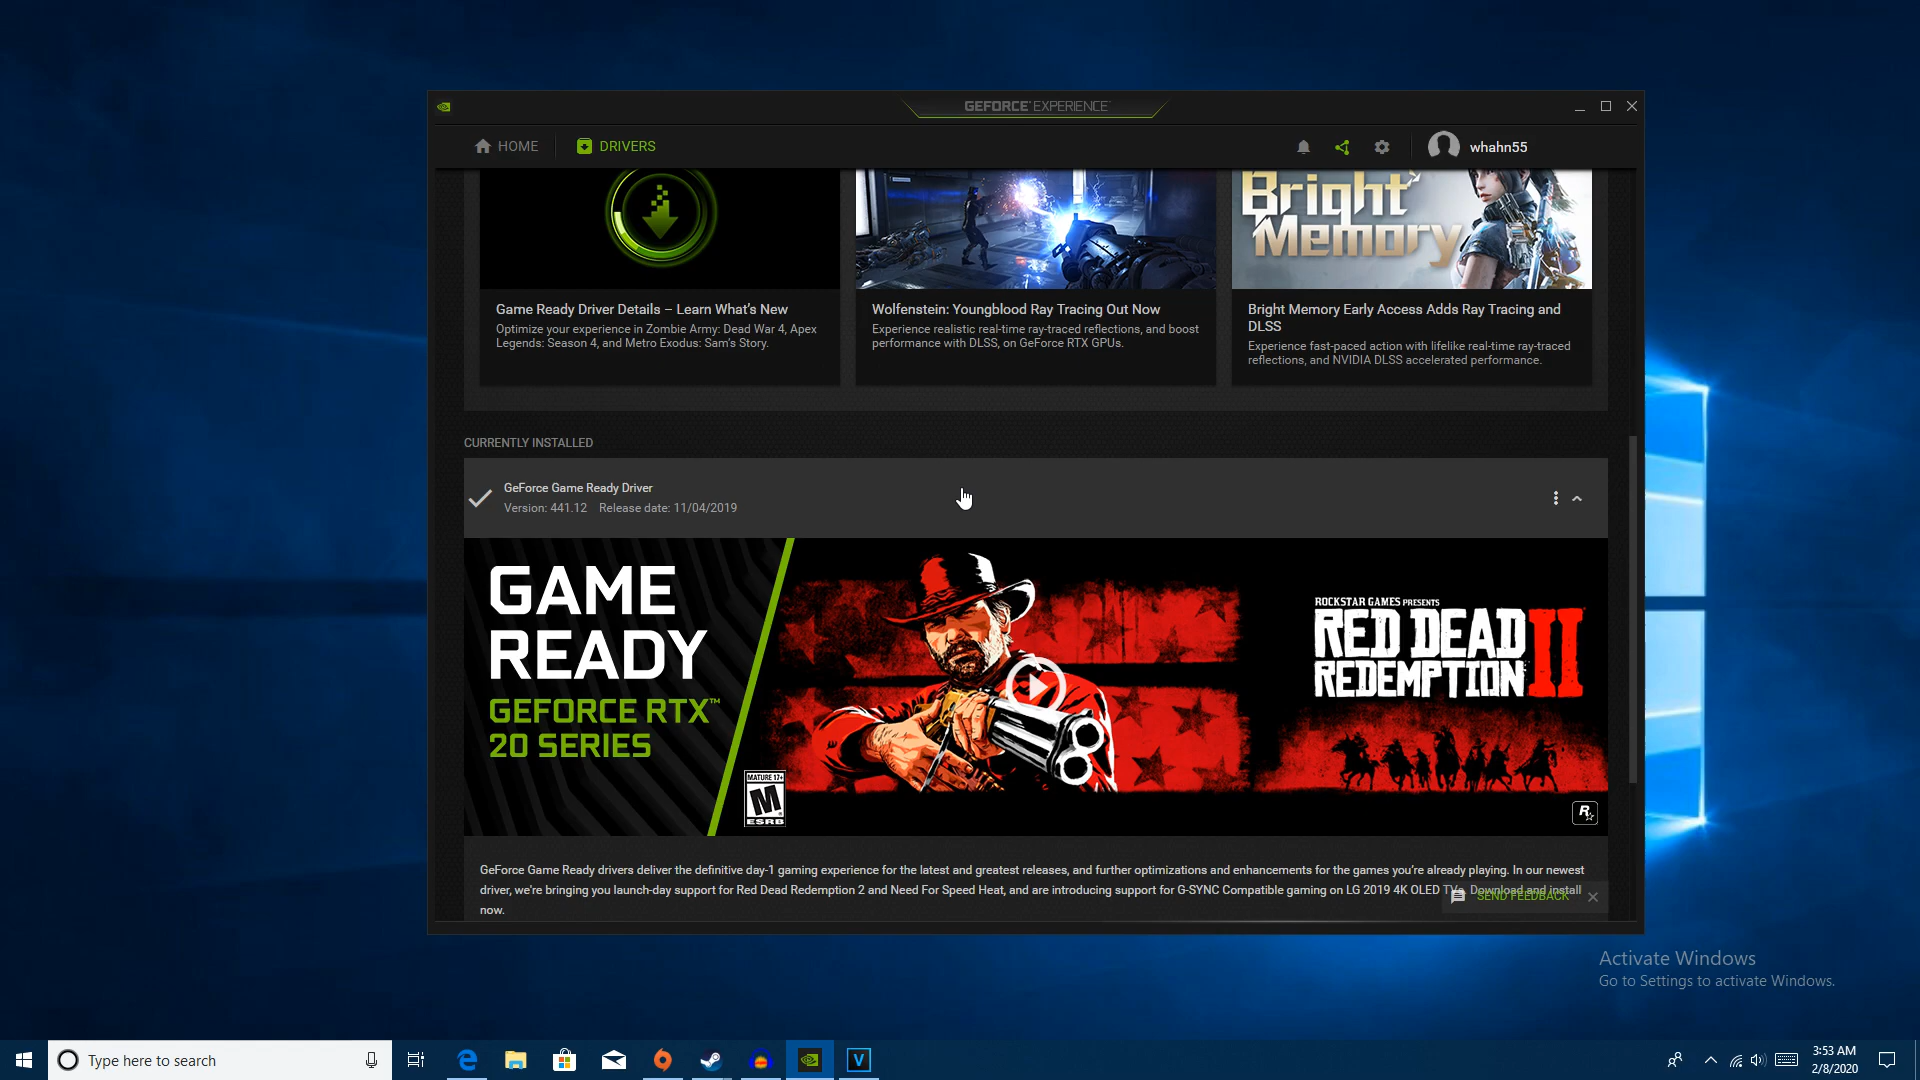 GEFORCE EXPERIENCE
HOME
DRIVERS
whahn55
Bright
Memory
Game Ready Driver Details – Learn What's New
Optimize your experience in Zombie Army: Dead War 4, Apex
Legends: Season 4, and Metro Exodus: Sam's Story.
Wolfenstein: Youngblood Ray Tracing Out Now
Experience realistic real-time ray-traced reflections, and boost
performance with DLSS, on GeForce RTX GPUs.
Bright Memory Early Access Adds Ray Tracing and
DLSS
Experience fast-paced action with lifelike real-time ray-traced
reflections, and NVIDIA DLSS accelerated performance.
CURRENTLY INSTALLED
GeForce Game Ready Driver
Version: 441.12 Release date: 11/04/2019
GAME
READY
GEFORCE RTX™
20 SERIES
MATURE 17+
M
ESRB
ROCKSTAR GAMES PRESENTS
RED DEAD
REDEMPTION II
R
GeForce Game Ready drivers deliver the definitive day-1 gaming experience for the latest and greatest releases, and further optimizations and enhancements for the games you're already playing. In our newest
driver, we're bringing you launch-day support for Red Dead Redemption 2 and Need For Speed Heat, and are introducing support for G-SYNC Compatible gaming on LG 2019 4K OLED TVs. Download and install
now.
SEND FEEDBACK
Activate Windows
Go to Settings to activate Windows.
Type here to search
V
3:53 AM
2/8/2020